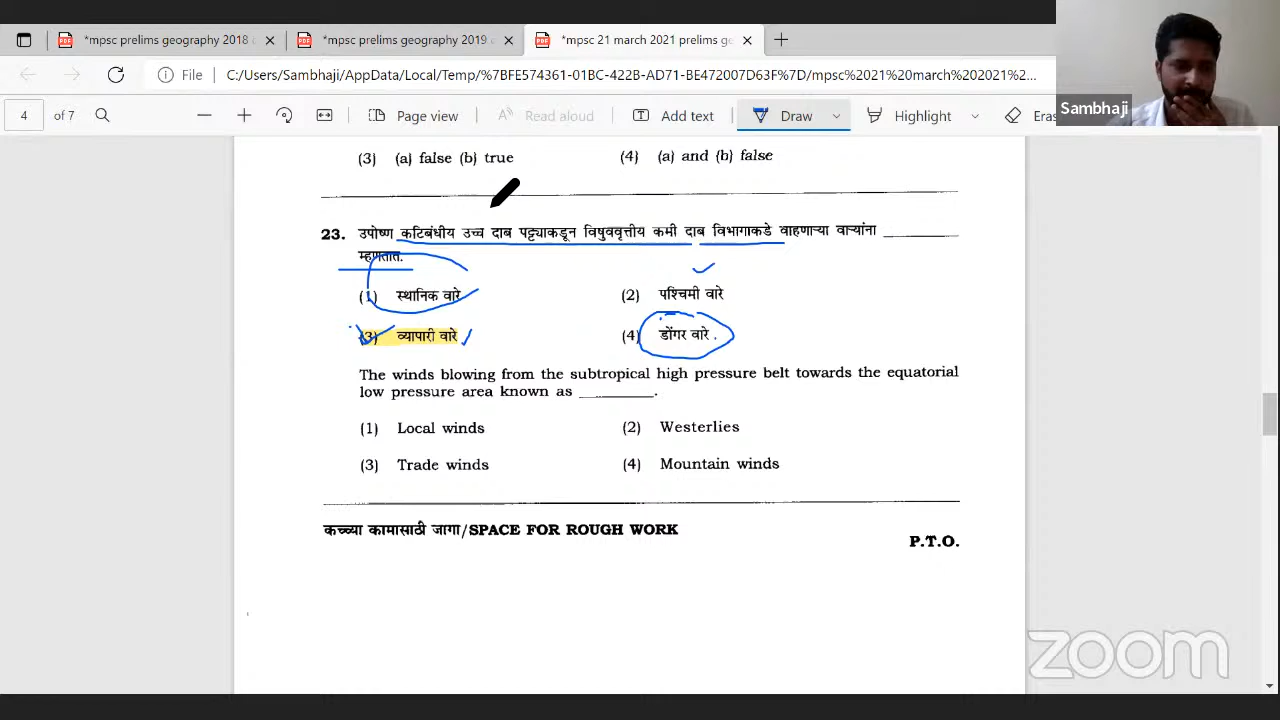 *mpsc prelims geography 2018
*mpsc prelims geography 2019
*mpsc 21 march 2021 prelims ge
File C:/Users/Sambhaji/AppData/Local/Temp/%7BFE574361-01BC-422B-AD71-BE472007D63F%7D/mpsc%2021%20march%202021%2...
Sambhaji
4 of 7 Page view Read aloud Add text Draw Highlight Eras
(3) (a) false (b) true (4) (a) and (b) false
23. उपोष्ण कटिबंधीय उच्च दाब पट्ट्याकडून विषुववृत्तीय कमी दाब विभागाकडे वाहणाऱ्या वाऱ्यांना ________
म्हणतात.
(1) स्थानिक वारे (2) पश्चिमी वारे
(3) व्यापारी वारे (4) डोंगर वारे .
The winds blowing from the subtropical high pressure belt towards the equatorial
low pressure area known as ________.
(1) Local winds (2) Westerlies
(3) Trade winds (4) Mountain winds
कच्च्या कामासाठी जागा/SPACE FOR ROUGH WORK
P.T.O.
zoom